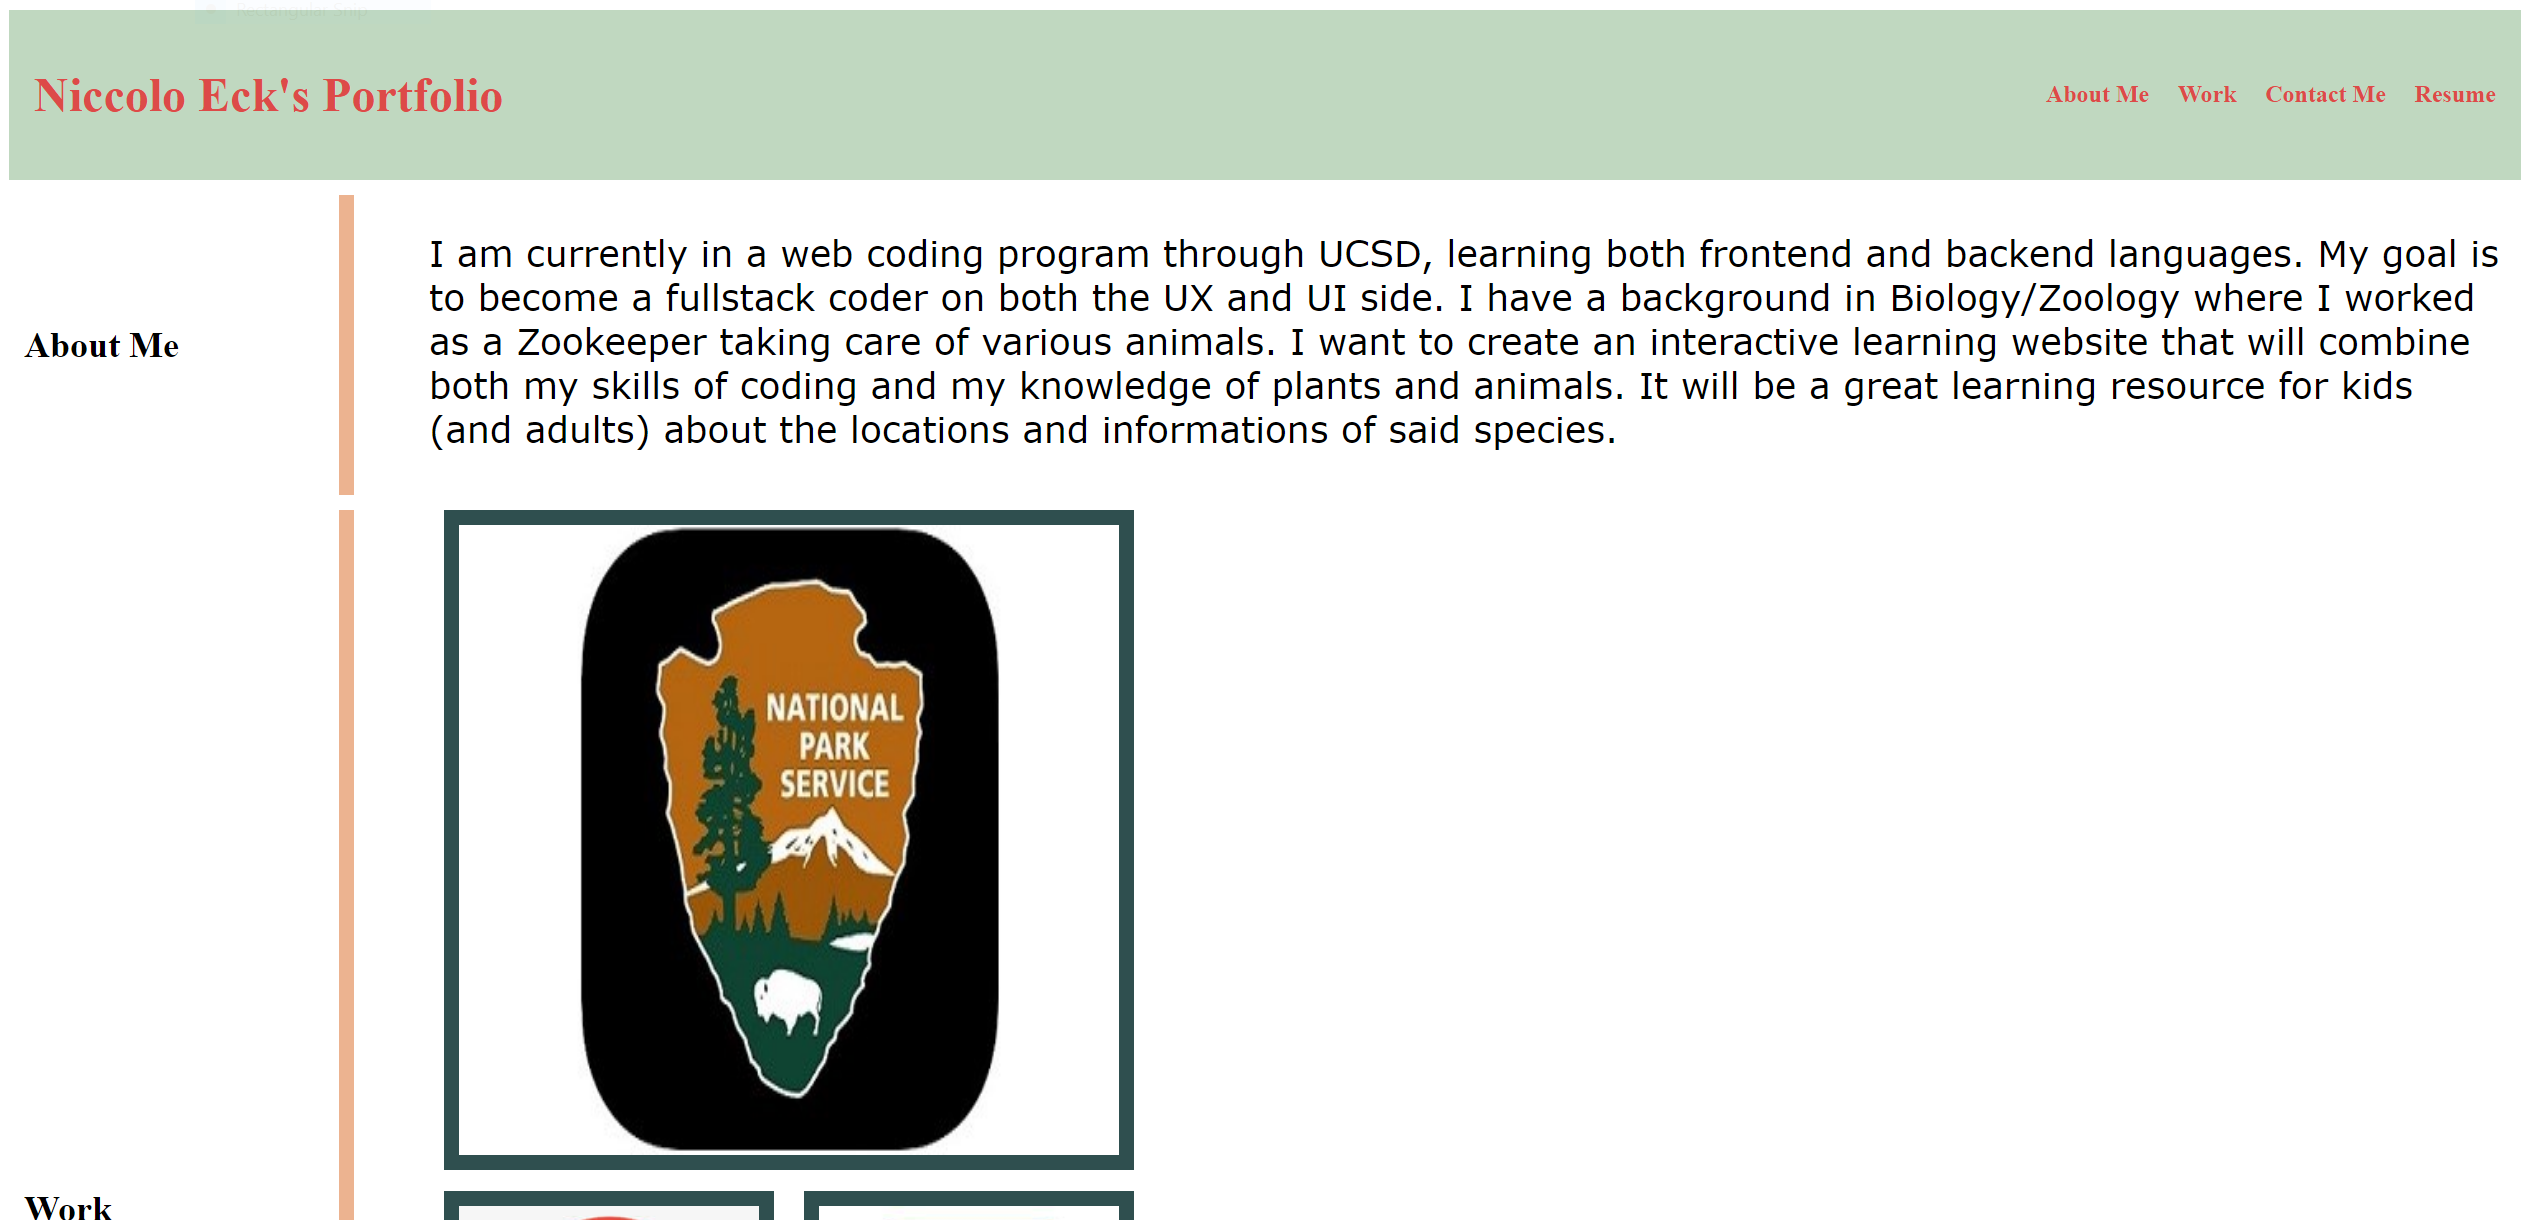 Rectangular Snip
Niccolo Eck's Portfolio
About Me Work Contact Me Resume
About Me
I am currently in a web coding program through UCSD, learning both frontend and backend languages. My goal is
to become a fullstack coder on both the UX and UI side. I have a background in Biology/Zoology where I worked
as a Zookeeper taking care of various animals. I want to create an interactive learning website that will combine
both my skills of coding and my knowledge of plants and animals. It will be a great learning resource for kids
(and adults) about the locations and informations of said species.
NATIONAL
PARK
SERVICE
Work